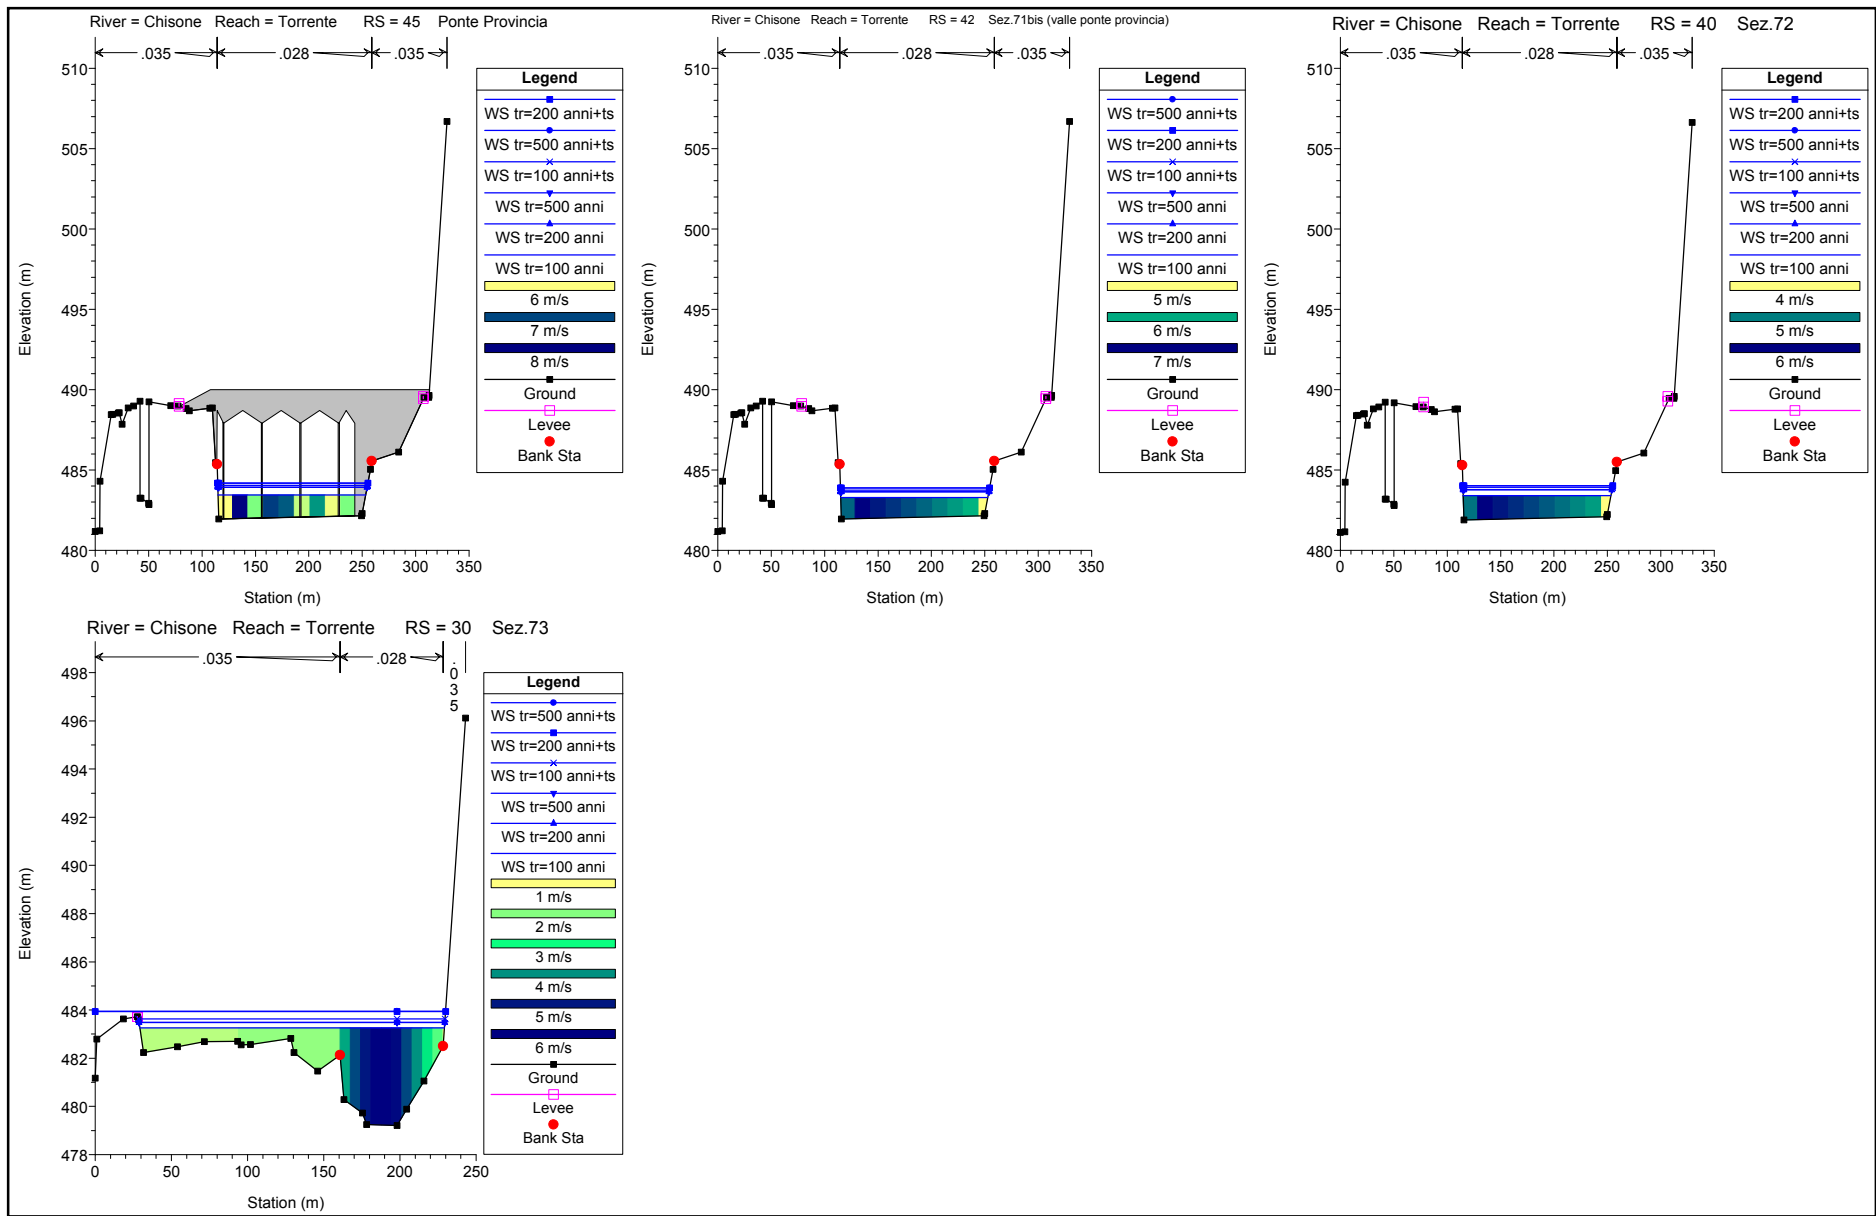 River = Chisone Reach = Torrente RS = 45 Ponte Provincia
.035 .028 .035
Legend
WS tr=200 anni+ts
WS tr=500 anni+ts
WS tr=100 anni+ts
WS tr=500 anni
WS tr=200 anni
WS tr=100 anni
6 m/s
7 m/s
8 m/s
Ground
Levee
Bank Sta
510
505
500
495
490
485
480
Elevation (m)
0 50 100 150 200 250 300 350
Station (m)
River = Chisone Reach = Torrente RS = 42 Sez.71bis (valle ponte provincia)
.035 .028 .035
Legend
WS tr=500 anni+ts
WS tr=200 anni+ts
WS tr=100 anni+ts
WS tr=500 anni
WS tr=200 anni
WS tr=100 anni
5 m/s
6 m/s
7 m/s
Ground
Levee
Bank Sta
510
505
500
495
490
485
480
Elevation (m)
0 50 100 150 200 250 300 350
Station (m)
River = Chisone Reach = Torrente RS = 40 Sez.72
.035 .028 .035
Legend
WS tr=200 anni+ts
WS tr=500 anni+ts
WS tr=100 anni+ts
WS tr=500 anni
WS tr=200 anni
WS tr=100 anni
4 m/s
5 m/s
6 m/s
Ground
Levee
Bank Sta
510
505
500
495
490
485
480
Elevation (m)
0 50 100 150 200 250 300 350
Station (m)
River = Chisone Reach = Torrente RS = 30 Sez.73
.035 .028 .035
Legend
WS tr=500 anni+ts
WS tr=200 anni+ts
WS tr=100 anni+ts
WS tr=500 anni
WS tr=200 anni
WS tr=100 anni
1 m/s
2 m/s
3 m/s
4 m/s
5 m/s
6 m/s
Ground
Levee
Bank Sta
498
496
494
492
490
488
486
484
482
480
478
Elevation (m)
0 50 100 150 200 250
Station (m)